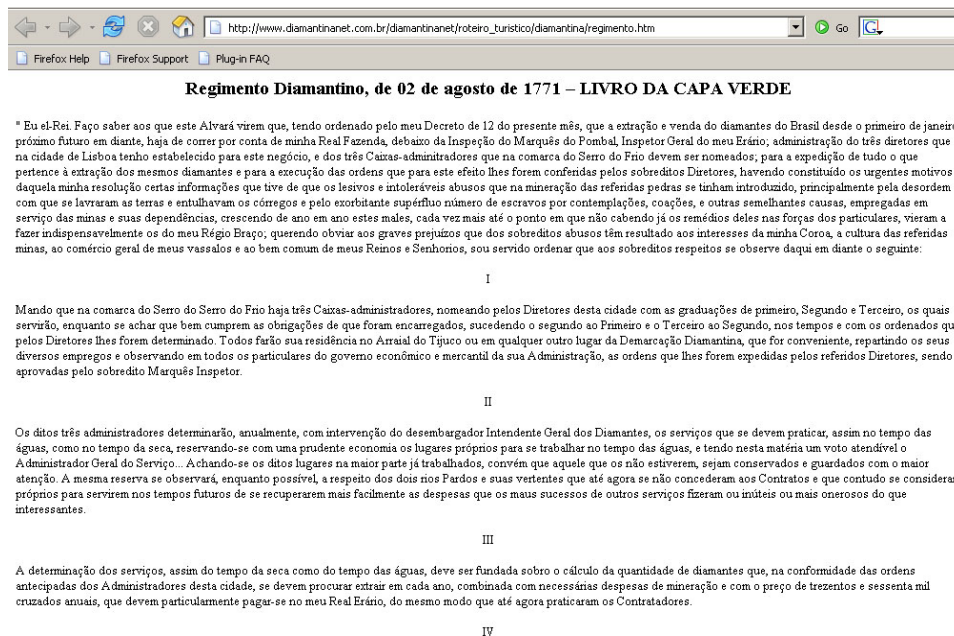 http://www.diamantinanet.com.br/diamantinanet/roteiro_turistico/diamantina/regimento.htm
Go
G
Firefox Help Firefox Support Plug-in FAQ
Regimento Diamantino, de 02 de agosto de 1771 – LIVRO DA CAPA VERDE
" Eu el-Rei. Faço saber aos que este Alvará virem que, tendo ordenado pelo meu Decreto de 12 do presente mês, que a extração e venda do diamantes do Brasil desde o primeiro de janeiro
próximo futuro em diante, haja de correr por conta de minha Real Fazenda, debaixo da Inspeção do Marquês do Pombal, Inspetor Geral do meu Erário; administração do três diretores que
na cidade de Lisboa tenho estabelecido para este negócio, e dos três Caixas-adminitradores que na comarca do Serro do Frio devem ser nomeados; para a expedição de tudo o que
pertence à extração dos mesmos diamantes e para a execução das ordens que para este efeito lhes forem conferidas pelos sobreditos Diretores, havendo constituído os urgentes motivos
daquela minha resolução certas informações que tive de que os lesivos e intoleráveis abusos que na mineração das referidas pedras se tinham introduzido, principalmente pela desordem
com que se lavraram as terras e entulhavam os córregos e pelo exorbitante supérfluo número de escravos por contemplações, coações, e outras semelhantes causas, empregadas em
serviço das minas e suas dependências, crescendo de ano em ano estes males, cada vez mais até o ponto em que não cabendo já os remédios deles nas forças dos particulares, vieram a
fazer indispensavelmente os do meu Régio Braço; querendo obviar aos graves prejuízos que dos sobreditos abusos têm resultado aos interesses da minha Coroa, a cultura das referidas
minas, ao comércio geral de meus vassalos e ao bem comum de meus Reinos e Senhorios, sou servido ordenar que aos sobreditos respeitos se observe daqui em diante o seguinte:
I
Mando que na comarca do Serro do Serro do Frio haja três Caixas-administradores, nomeando pelos Diretores desta cidade com as graduações de primeiro, Segundo e Terceiro, os quais
servirão, enquanto se achar que bem cumprem as obrigações de que foram encarregados, sucedendo o segundo ao Primeiro e o Terceiro ao Segundo, nos tempos e com os ordenados qu
pelos Diretores lhes forem determinado. Todos farão sua residência no Arraial do Tijuco ou em qualquer outro lugar da Demarcação Diamantina, que for conveniente, repartindo os seus
diversos empregos e observando em todos os particulares do governo econômico e mercantil da sua Administração, as ordens que lhes forem expedidas pelos referidos Diretores, sendo
aprovadas pelo sobredito Marquês Inspetor.
II
Os ditos três administradores determinarão, anualmente, com intervenção do desembargador Intendente Geral dos Diamantes, os serviços que se devem praticar, assim no tempo das
águas, como no tempo da seca, reservando-se com uma prudente economia os lugares próprios para se trabalhar no tempo das águas, e tendo nesta matéria um voto atendível o
Administrador Geral do Serviço... Achando-se os ditos lugares na maior parte já trabalhados, convém que aquele que os não estiverem, sejam conservados e guardados com o maior
atenção. A mesma reserva se observará, enquanto possível, a respeito dos dois rios Pardos e suas vertentes que até agora se não concederam aos Contratos e que contudo se considera
próprios para servirem nos tempos futuros de se recuperarem mais facilmente as despesas que os maus sucessos de outros serviços fizeram ou inúteis ou mais onerosos do que
interessantes.
III
A determinação dos serviços, assim do tempo da seca como do tempo das águas, deve ser fundada sobre o cálculo da quantidade de diamantes que, na conformidade das ordens
antecipadas dos Administradores desta cidade, se devem procurar extrair em cada ano, combinada com necessárias despesas de mineração e com o preço de trezentos e sessenta mil
cruzados anuais, que devem particularmente pagar-se no meu Real Erário, do mesmo modo que até agora praticaram os Contratadores.
IV